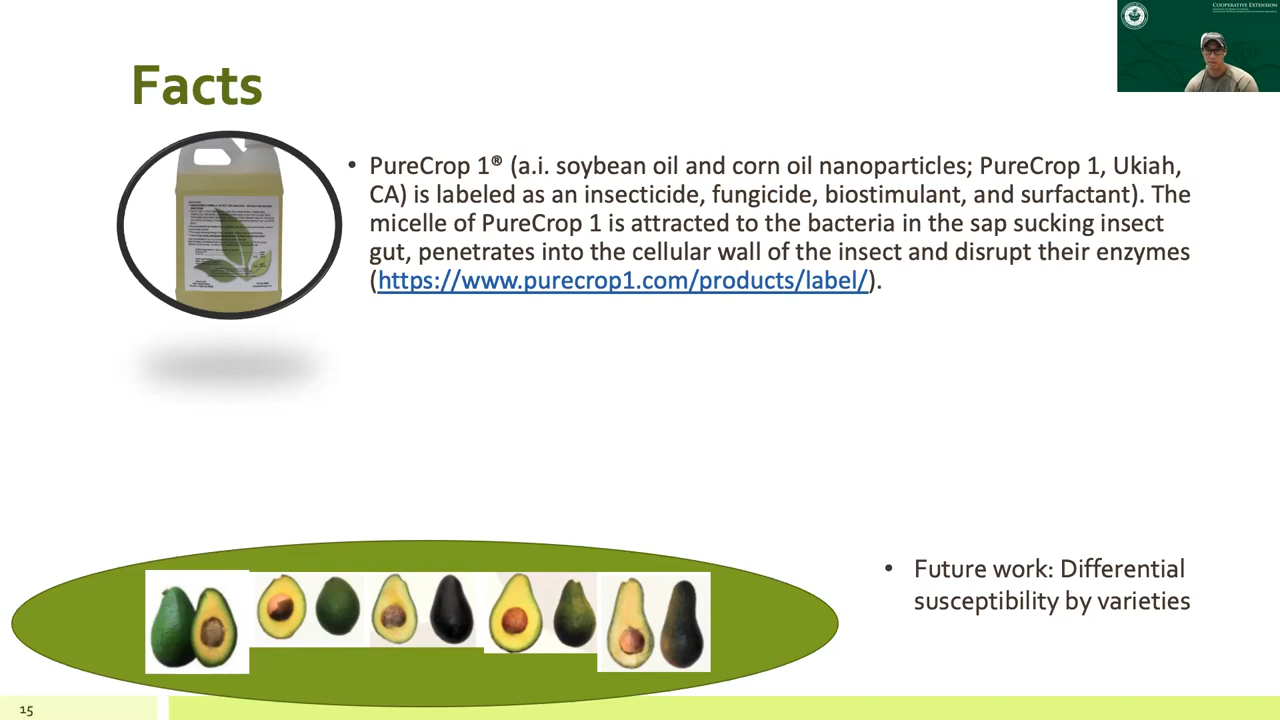 COOPERATIVE EXTENSION
Facts
• PureCrop 1® (a.i. soybean oil and corn oil nanoparticles; PureCrop 1, Ukiah,
CA) is labeled as an insecticide, fungicide, biostimulant, and surfactant). The
micelle of PureCrop 1 is attracted to the bacteria in the sap sucking insect
gut, penetrates into the cellular wall of the insect and disrupt their enzymes
(https://www.purecrop1.com/products/label/).
• Future work: Differential
susceptibility by varieties
15